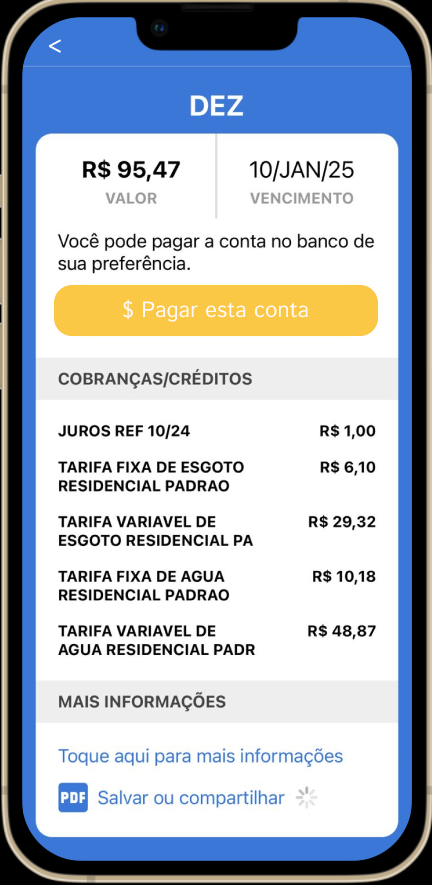 <
DEZ
R$ 95,47
10/JAN/25
VALOR
VENCIMENTO
Você pode pagar a conta no banco de
sua preferência.
$ Pagar esta conta
COBRANÇAS/CRÉDITOS
JUROS REF 10/24 R$ 1,00
TARIFA FIXA DE ESGOTO R$ 6,10
RESIDENCIAL PADRAO
TARIFA VARIAVEL DE R$ 29,32
ESGOTO RESIDENCIAL PA
TARIFA FIXA DE AGUA R$ 10,18
RESIDENCIAL PADRAO
TARIFA VARIAVEL DE R$ 48,87
AGUA RESIDENCIAL PADR
MAIS INFORMAÇÕES
Toque aqui para mais informações
PDF Salvar ou compartilhar